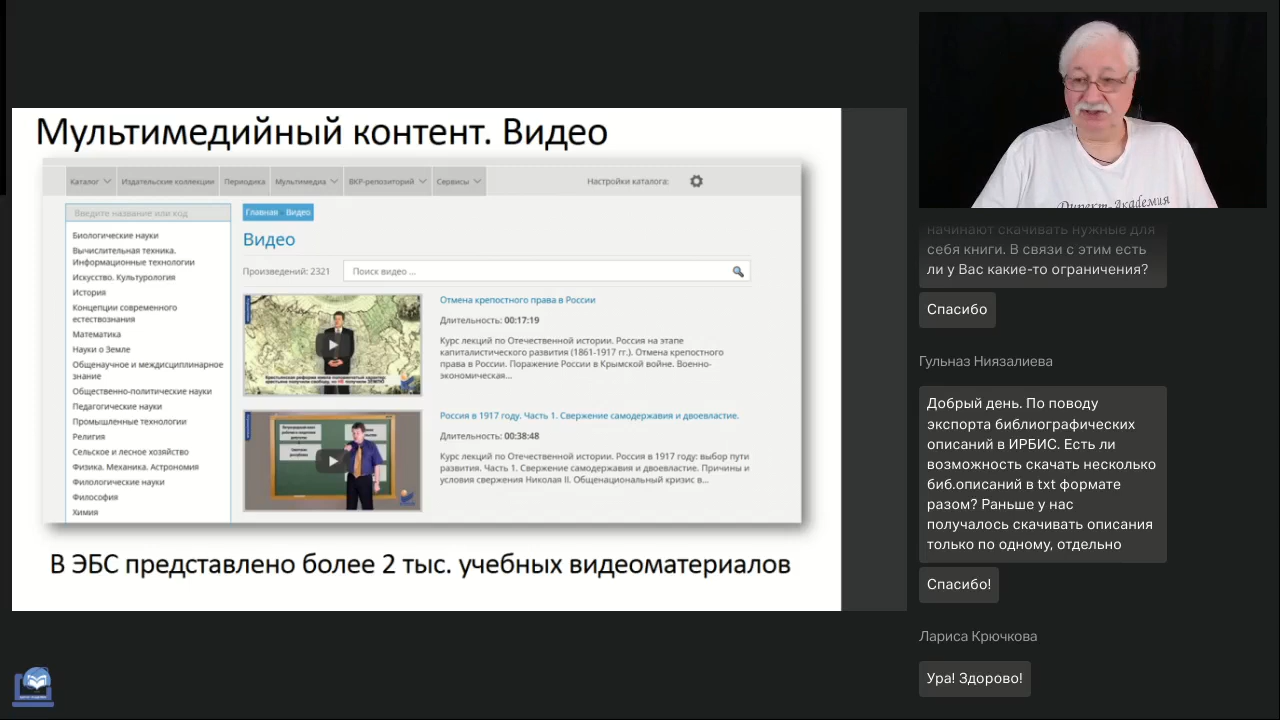 Мультимедийный контент. Видео
Каталог
Издательские коллекции
Периодика
Мультимедиа
ВКР-репозиторий
Сервисы
Настройки каталога:
Введите название или код
Биологические науки
Вычислительная техника.
Информационные технологии
Искусство. Культурология
История
Концепции современного
естествознания
Математика
Науки о Земле
Общенаучное и междисциплинарное
знание
Общественно-политические науки
Педагогические науки
Промышленные технологии
Религия
Сельское и лесное хозяйство
Физика. Механика. Астрономия
Филологические науки
Философия
Химия
Главная Видео
Видео
Произведений: 2321
Поиск видео ...
Отмена крепостного права в России
Длительность: 00:17:19
Курс лекций по Отечественной истории. Россия на этапе
капиталистического развития (1861-1917 гг.). Отмена крепостного
права в России. Поражение России в Крымской войне. Военно-
экономическая...
Россия в 1917 году. Часть 1. Свержение самодержавия и двоевластие.
Длительность: 00:38:48
Курс лекций по Отечественной истории. Россия в 1917 году: выбор пути
развития. Часть 1. Свержение самодержавия и двоевластие. Причины и
условия свержения Николая II. Общенациональный кризис в...
В ЭБС представлено более 2 тыс. учебных видеоматериалов
Директ-Академия
начинают скачивать нужные для
себя книги. В связи с этим есть
ли у Вас какие-то ограничения?
Спасибо
Гульназ Ниязалиева
Добрый день. По поводу
экспорта библиографических
описаний в ИРБИС. Есть ли
возможность скачать несколько
биб.описаний в txt формате
разом? Раньше у нас
получалось скачивать описания
только по одному, отдельно
Спасибо!
Лариса Крючкова
Ура! Здорово!